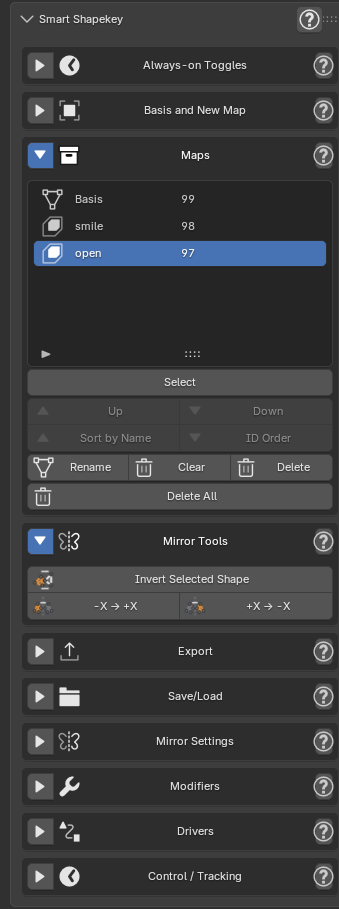 Smart Shapekey
Always-on Toggles
Basis and New Map
Maps
Basis 99
smile 98
open 97
Select
Up Down
Sort by Name ID Order
Rename Clear Delete
Delete All
Mirror Tools
Invert Selected Shape
-X → +X +X → -X
Export
Save/Load
Mirror Settings
Modifiers
Drivers
Control / Tracking